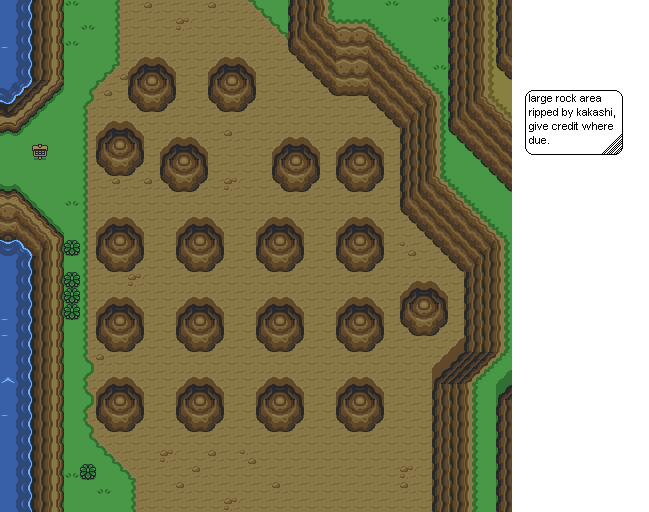 large rock area
ripped by kakashi,
give credit where
due.